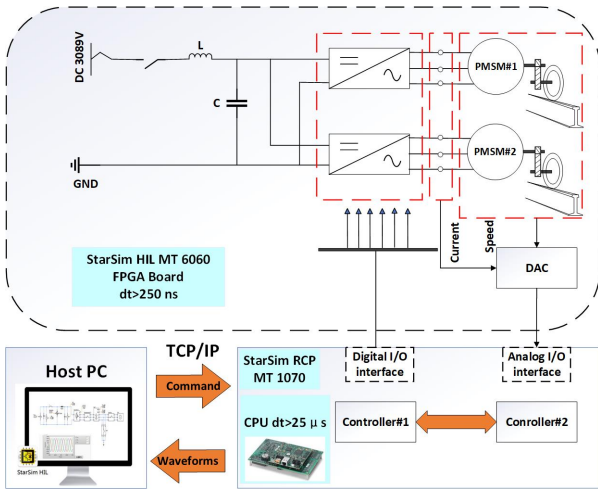 DC 3089V
L
C
GND
PMSM#1
PMSM#2
StarSim HIL MT 6060
FPGA Board
dt>250 ns
Current
Speed
DAC
Host PC
StarSim HIL
TCP/IP
Command
Waveforms
StarSim RCP
MT 1070
CPU dt>25 μs
Digital I/O
interface
Analog I/O
interface
Controller#1
Conroller#2